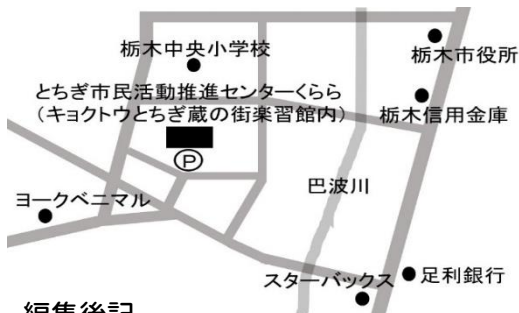 栃木中央小学校
栃木市役所
とちぎ市民活動推進センターくらら
（キョクトウとちぎ蔵の街楽習館内）
栃木信用金庫
P
ヨークベニマル
巴波川
スターバックス
足利銀行
編集後記